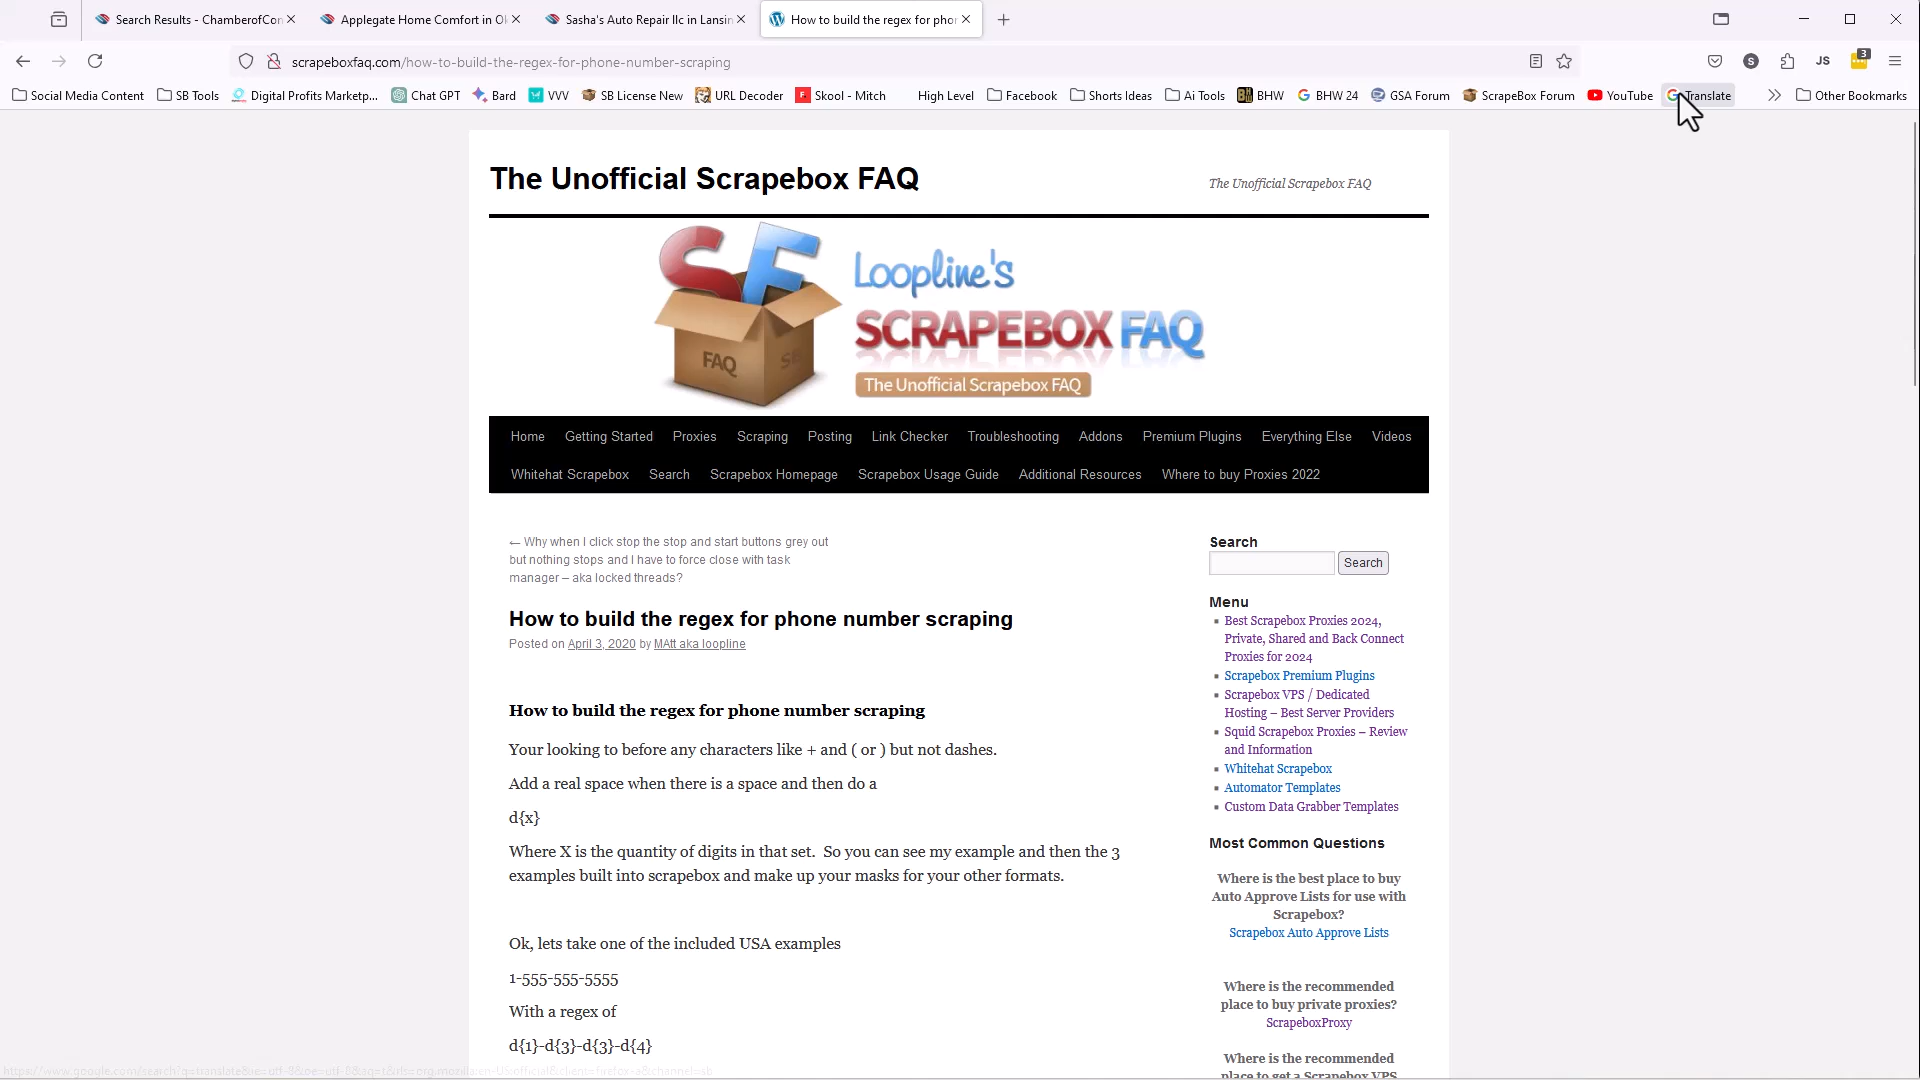 Search Results - ChamberofCon
Applegate Home Comfort in Ok
Sasha's Auto Repair llc in Lansin
How to build the regex for phon
scrapeboxfaq.com/how-to-build-the-regex-for-phone-number-scraping
S
JS
3
Social Media Content
SB Tools
Digital Profits Marketp...
Chat GPT
Bard
VVV
SB License New
URL Decoder
Skool - Mitch
High Level
Facebook
Shorts Ideas
Ai Tools
BHW
BHW 24
GSA Forum
ScrapeBox Forum
YouTube
Translate
Other Bookmarks
The Unofficial Scrapebox FAQ
The Unofficial Scrapebox FAQ
SF
FAQ
SB
Loopline's
SCRAPEBOX FAQ
The Unofficial Scrapebox FAQ
Home Getting Started Proxies Scraping Posting Link Checker Troubleshooting Addons Premium Plugins Everything Else Videos
Whitehat Scrapebox Search Scrapebox Homepage Scrapebox Usage Guide Additional Resources Where to buy Proxies 2022
← Why when I click stop the stop and start buttons grey out
but nothing stops and I have to force close with task
manager – aka locked threads?
How to build the regex for phone number scraping
Posted on April 3, 2020 by MAtt aka loopline
How to build the regex for phone number scraping
Your looking to before any characters like + and ( or ) but not dashes.
Add a real space when there is a space and then do a
d{x}
Where X is the quantity of digits in that set.  So you can see my example and then the 3
examples built into scrapebox and make up your masks for your other formats.
Ok, lets take one of the included USA examples
1-555-555-5555
With a regex of
d{1}-d{3}-d{3}-d{4}
Search
Search
Menu
Best Scrapebox Proxies 2024,
Private, Shared and Back Connect
Proxies for 2024
Scrapebox Premium Plugins
Scrapebox VPS / Dedicated
Hosting – Best Server Providers
Squid Scrapebox Proxies – Review
and Information
Whitehat Scrapebox
Automator Templates
Custom Data Grabber Templates
Most Common Questions
Where is the best place to buy
Auto Approve Lists for use with
Scrapebox?
Scrapebox Auto Approve Lists
Where is the recommended
place to buy private proxies?
ScrapeboxProxy
Where is the recommended
place to get a Scrapebox VPS